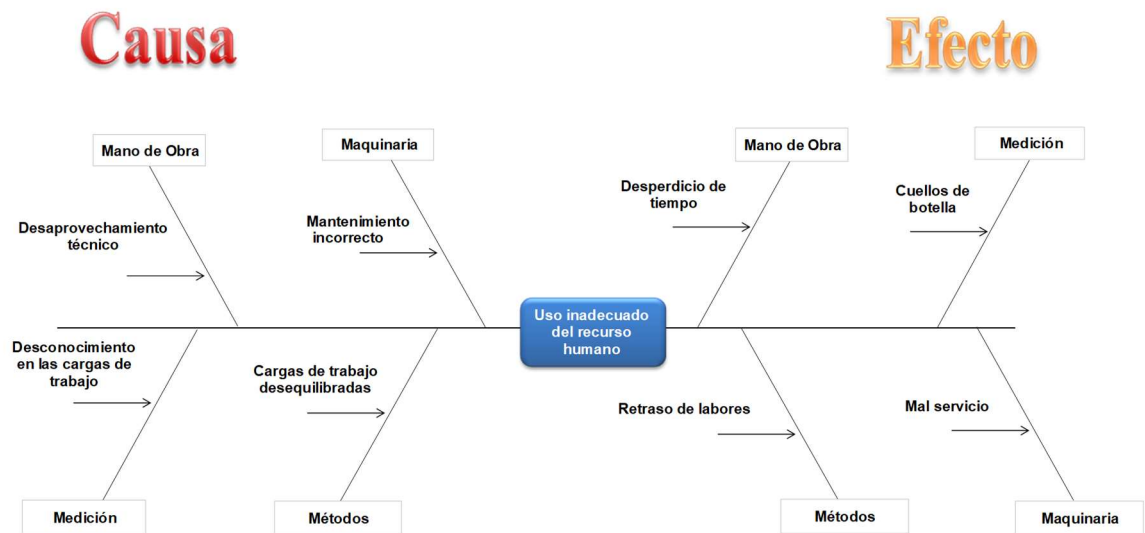 Causa
Efecto
Mano de Obra
Maquinaria
Mano de Obra
Medición
Desaprovechamiento
técnico
Mantenimiento
incorrecto
Desperdicio de
tiempo
Cuellos de
botella
Uso inadecuado
del recurso
humano
Desconocimiento
en las cargas de
trabajo
Cargas de trabajo
desequilibradas
Retraso de labores
Mal servicio
Medición
Métodos
Métodos
Maquinaria